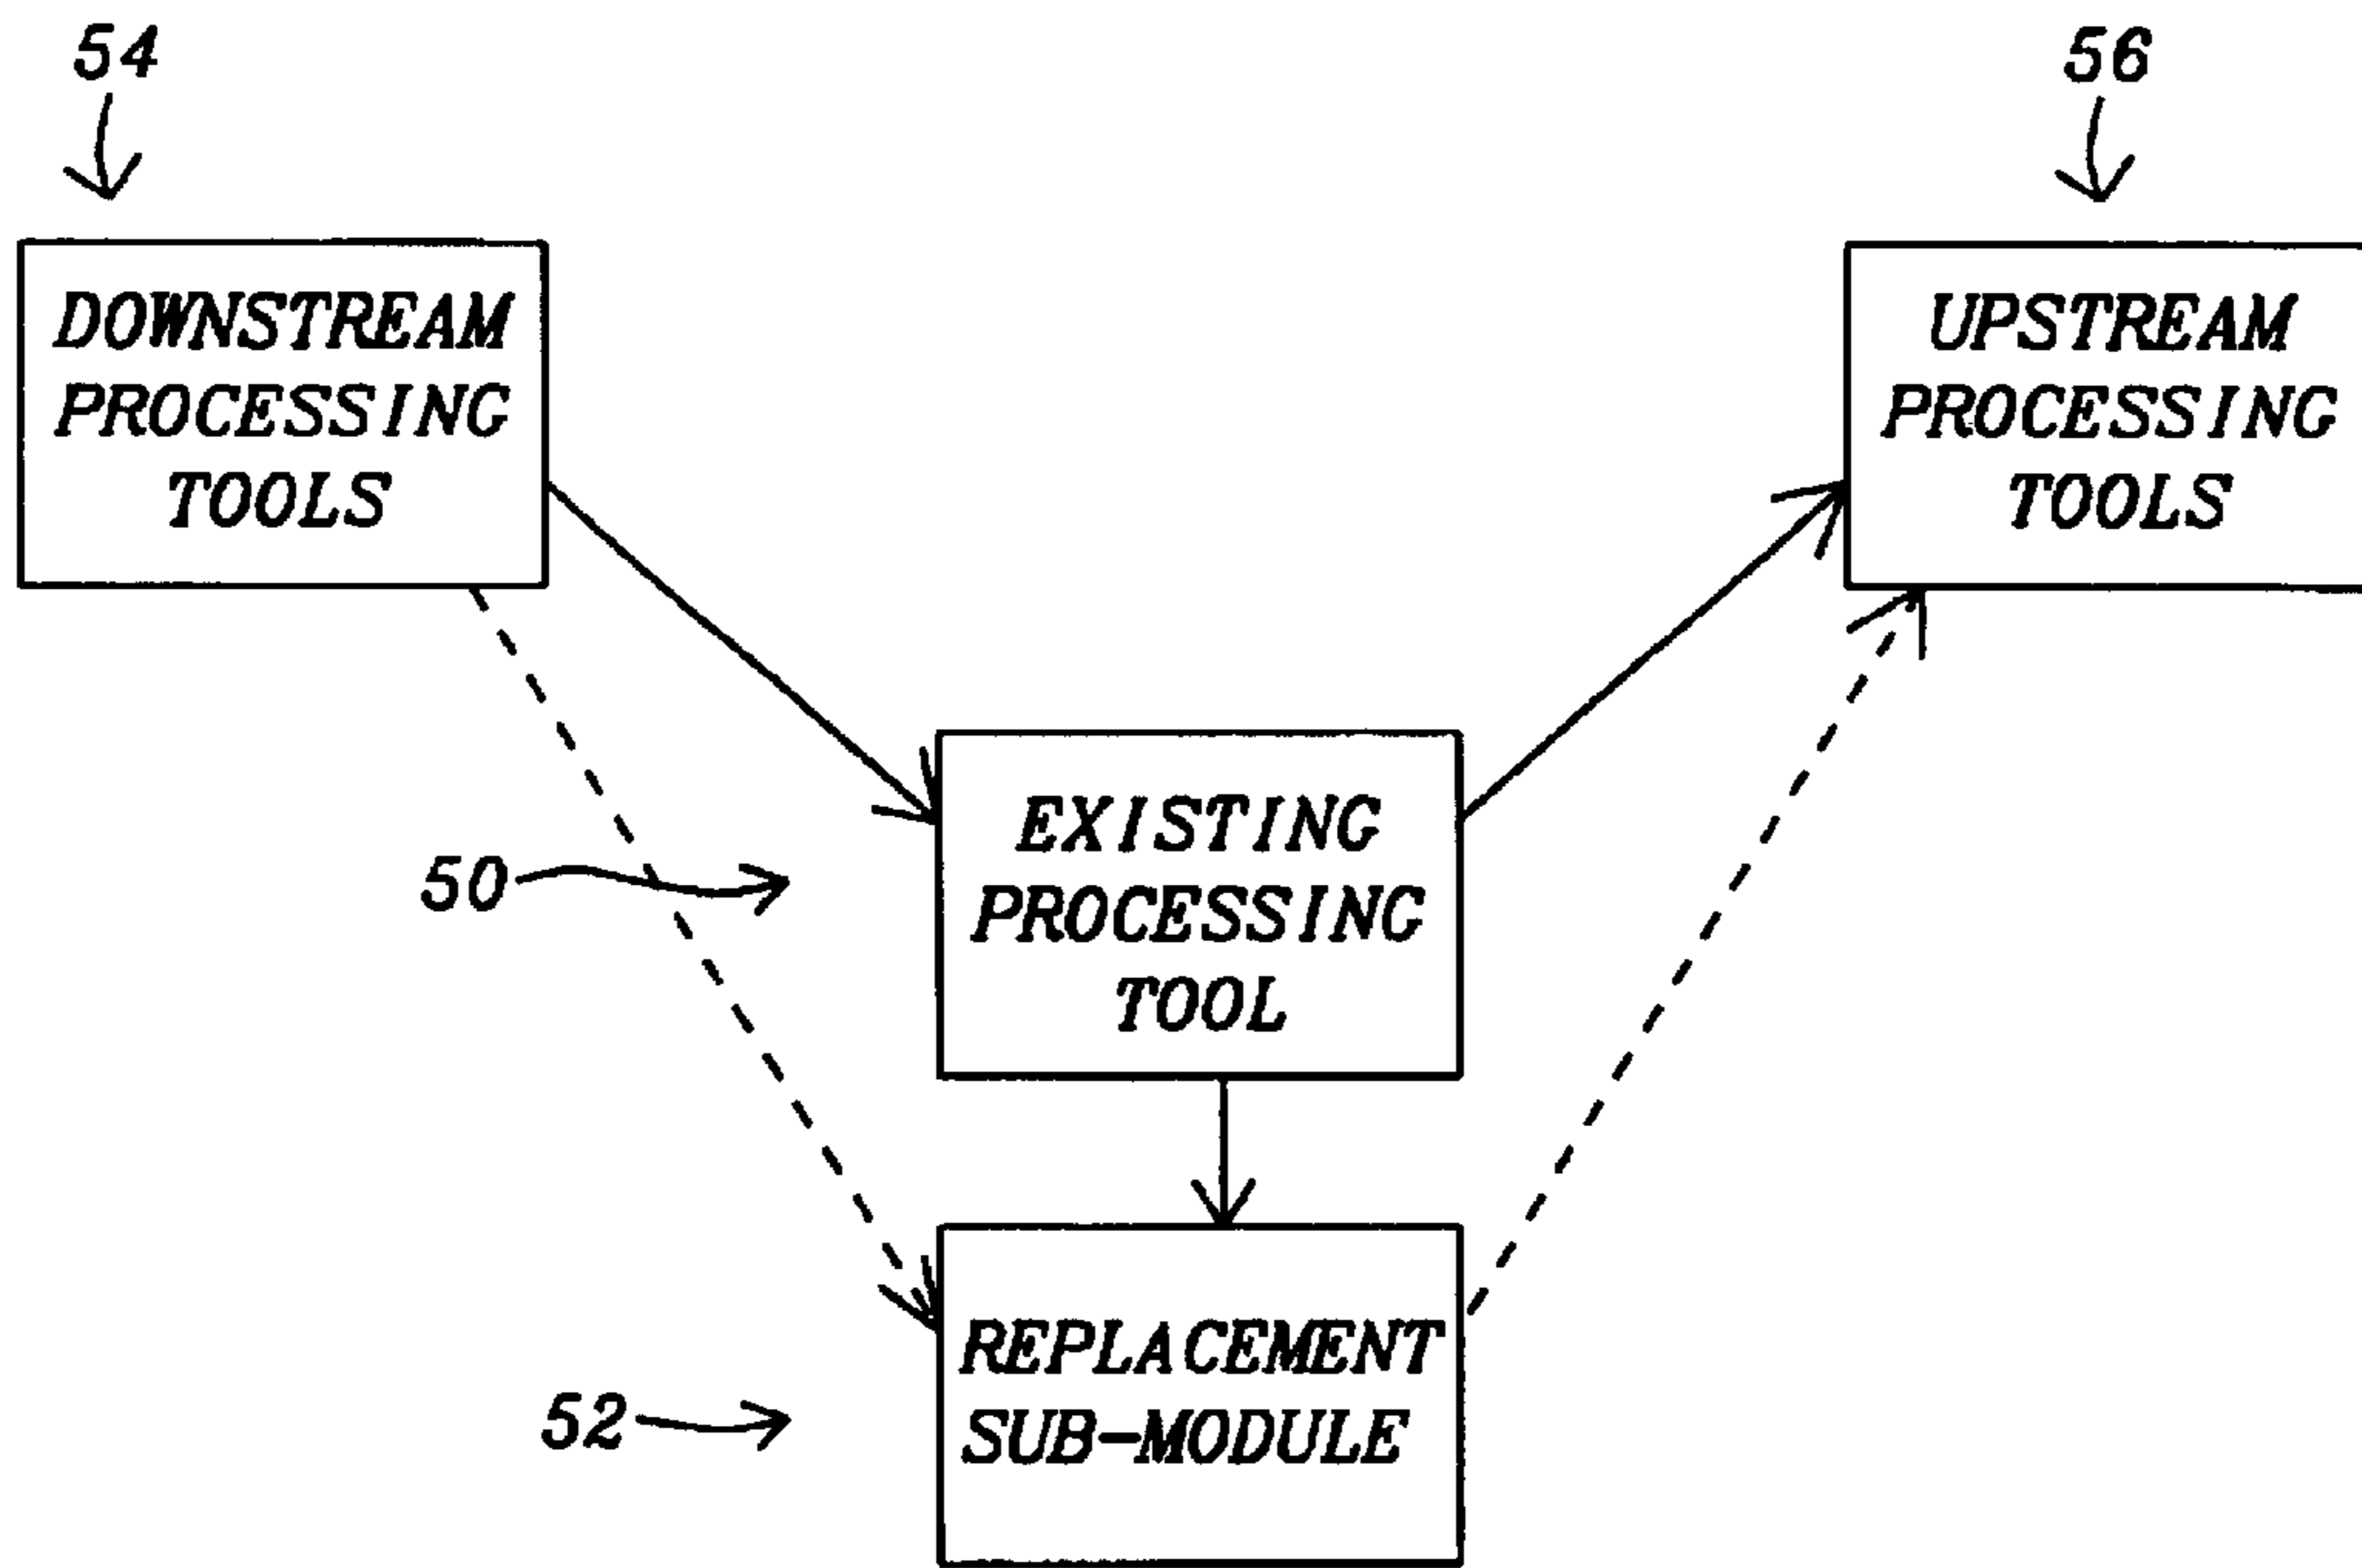 54
56
DOWNSTREAM
PROCESSING
TOOLS
UPSTREAM
PROCESSING
TOOLS
50
EXISTING
PROCESSING
TOOL
52
REPLACEMENT
SUB-MODULE